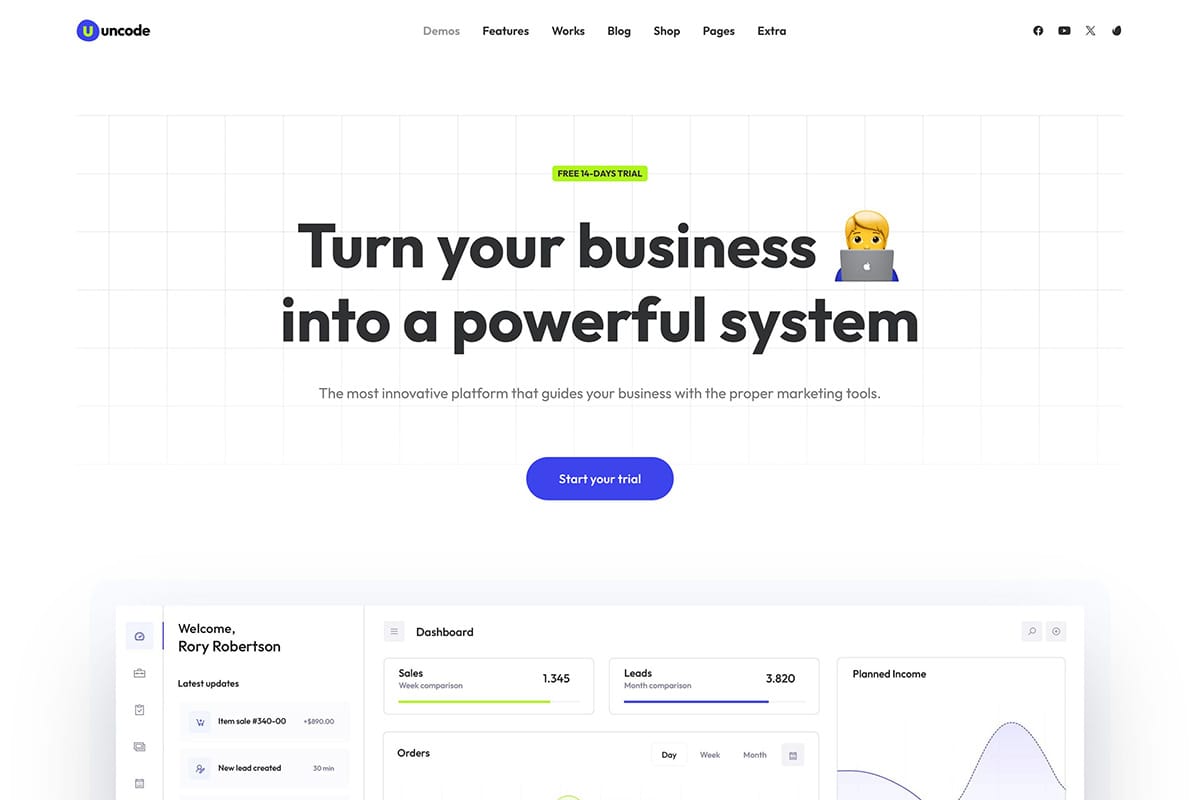 uncode
Demos Features Works Blog Shop Pages Extra
FREE 14-DAYS TRIAL
Turn your business
into a powerful system
The most innovative platform that guides your business with the proper marketing tools.
Start your trial
Welcome,
Rory Robertson
Latest updates
Item sale #340-00 +$890.00
New lead created 30 min
Dashboard
Sales
Week comparison
1.345
Leads
Month comparison
3.820
Planned Income
Orders
Day Week Month